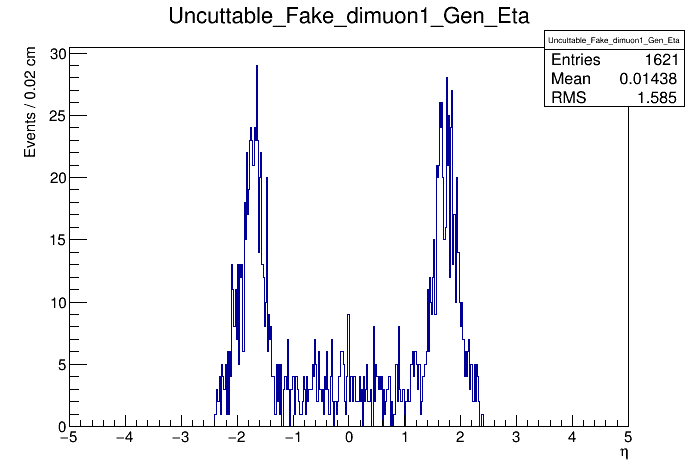 Uncuttable_Fake_dimuon1_Gen_Eta
Uncuttable_Fake_dimuon1_Gen_Eta
Entries 1621
Mean 0.01438
RMS 1.585
Events / 0.02 cm
30
25
20
15
10
5
0
−5 −4 −3 −2 −1 0 1 2 3 4 5
η